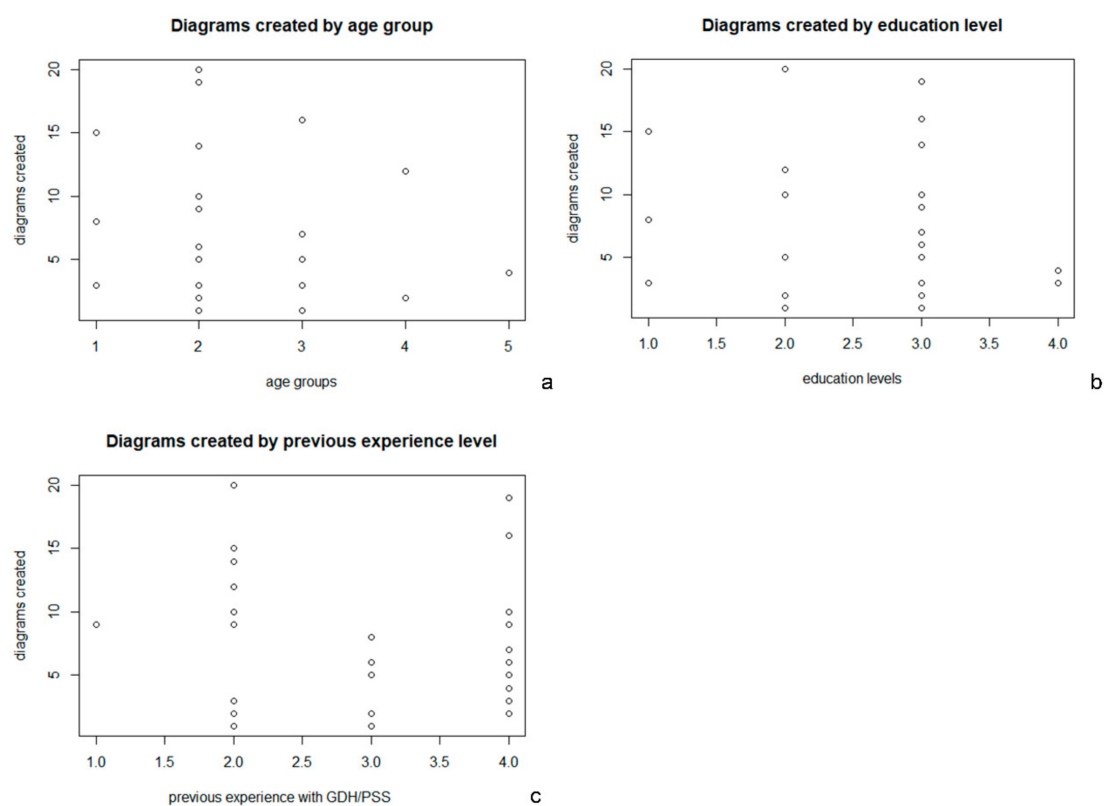 Diagrams created by age group
diagrams created
20
15
10
5
1 2 3 4 5
age groups
a
Diagrams created by education level
diagrams created
20
15
10
5
1.0 1.5 2.0 2.5 3.0 3.5 4.0
education levels
b
Diagrams created by previous experience level
diagrams created
20
15
10
5
1.0 1.5 2.0 2.5 3.0 3.5 4.0
previous experience with GDH/PSS
c